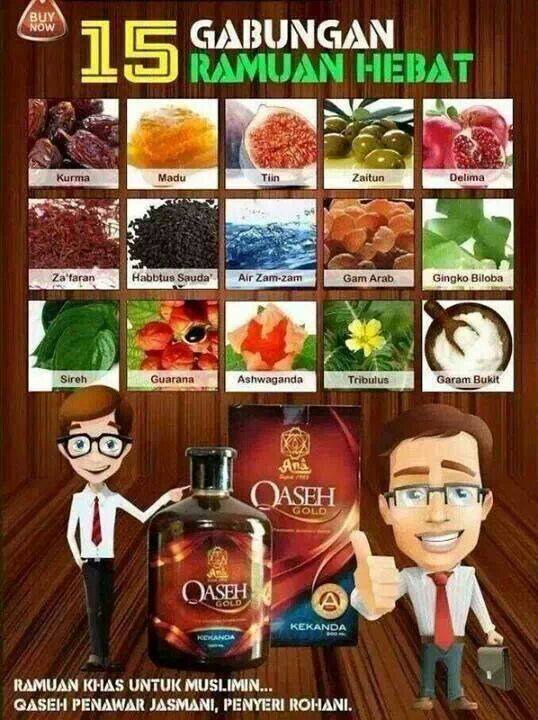 BUY
NOW
15 GABUNGAN
RAMUAN HEBAT
Kurma
Madu
Tiin
Zaitun
Delima
Za'faran
Habbtus Sauda'
Air Zam-zam
Gam Arab
Gingko Biloba
Sireh
Guarana
Ashwaganda
Tribulus
Garam Bukit
Ana
Since 1983
QASEH
GOLD
A
KEKANDA
Ana
QASEH
GOLD
KEKANDA
RAMUAN KHAS UNTUK MUSLIMIN...
QASEH PENAWAR JASMANI, PENYERI ROHANI.